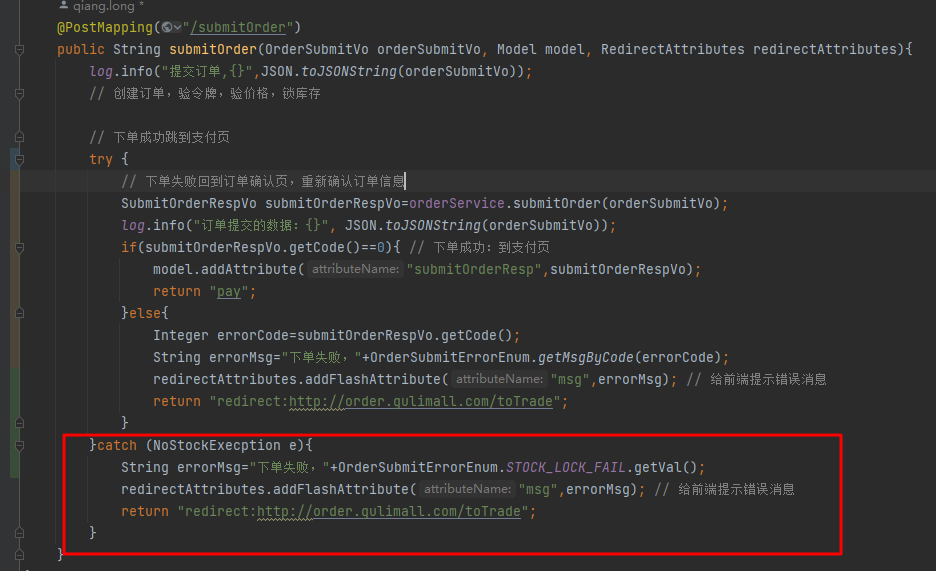 qiang.long *
@PostMapping("/submitOrder")
public String submitOrder(OrderSubmitVo orderSubmitVo, Model model, RedirectAttributes redirectAttributes){
log.info("提交订单,{}",JSON.toJSONString(orderSubmitVo));
// 创建订单，验令牌，验价格，锁库存
// 下单成功跳到支付页
try {
// 下单失败回到订单确认页，重新确认订单信息
SubmitOrderRespVo submitOrderRespVo=orderService.submitOrder(orderSubmitVo);
log.info("订单提交的数据：{}", JSON.toJSONString(orderSubmitVo));
if(submitOrderRespVo.getCode()==0){ // 下单成功：到支付页
model.addAttribute( attributeName: "submitOrderResp",submitOrderRespVo);
return "pay";
}else{
Integer errorCode=submitOrderRespVo.getCode();
String errorMsg="下单失败，"+OrderSubmitErrorEnum.getMsgByCode(errorCode);
redirectAttributes.addFlashAttribute( attributeName: "msg",errorMsg); // 给前端提示错误消息
return "redirect:http://order.gulimall.com/toTrade";
}
}catch (NoStockExecption e){
String errorMsg="下单失败，"+OrderSubmitErrorEnum.STOCK_LOCK_FAIL.getVal();
redirectAttributes.addFlashAttribute( attributeName: "msg",errorMsg); // 给前端提示错误消息
return "redirect:http://order.gulimall.com/toTrade";
}
}